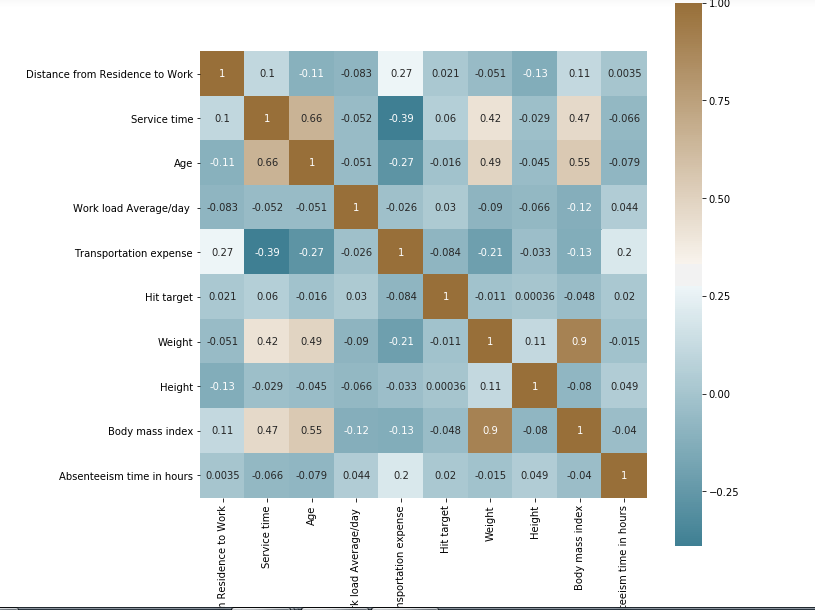 1.00
Distance from Residence to Work 1 0.1 -0.11 -0.083 0.27 0.021 -0.051 -0.13 0.11 0.0035
Service time 0.1 1 0.66 -0.052 -0.39 0.06 0.42 -0.029 0.47 -0.066
0.75
Age -0.11 0.66 1 -0.051 -0.27 -0.016 0.49 -0.045 0.55 -0.079
0.50
Work load Average/day -0.083 -0.052 -0.051 1 -0.026 0.03 -0.09 -0.066 -0.12 0.044
Transportation expense 0.27 -0.39 -0.27 -0.026 1 -0.084 -0.21 -0.033 -0.13 0.2
0.25
Hit target 0.021 0.06 -0.016 0.03 -0.084 1 -0.011 0.00036 -0.048 0.02
Weight -0.051 0.42 0.49 -0.09 -0.21 -0.011 1 0.11 0.9 -0.015
0.00
Height -0.13 -0.029 -0.045 -0.066 -0.033 0.00036 0.11 1 -0.08 0.049
Body mass index 0.11 0.47 0.55 -0.12 -0.13 -0.048 0.9 -0.08 1 -0.04
Absenteeism time in hours 0.0035 -0.066 -0.079 0.044 0.2 0.02 -0.015 0.049 -0.04 1
−0.25
Residence to Work
Service time
Age
load Average/day
nsportation expense
Hit target
Weight
Height
Body mass index
eeism time in hours